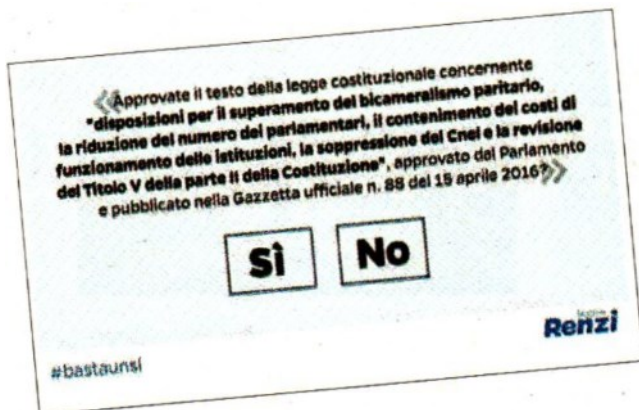 «Approvate il testo della legge costituzionale concernente
"disposizioni per il superamento del bicameralismo paritario,
la riduzione del numero dei parlamentari, il contenimento dei costi di
funzionamento delle istituzioni, la soppressione del Cnel e la revisione
del Titolo V della parte II della Costituzione", approvato dal Parlamento
e pubblicato nella Gazzetta ufficiale n. 88 del 15 aprile 2016?»
Sì No
Renzi
#bastaunsì